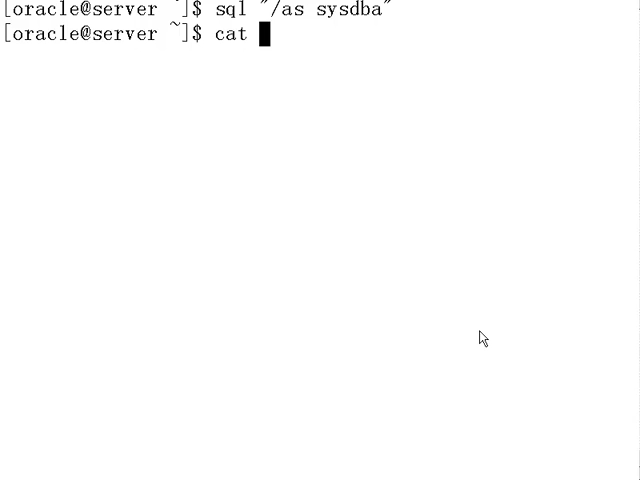 [oracle@server ~]$ sql "/as sysdba"
[oracle@server ~]$ cat